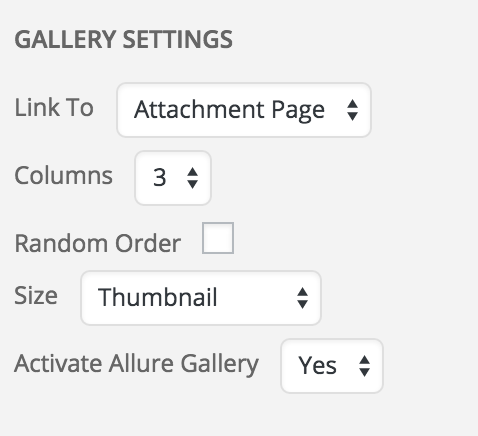 GALLERY SETTINGS
Link To Attachment Page
Columns 3
Random Order
Size Thumbnail
Activate Allure Gallery Yes